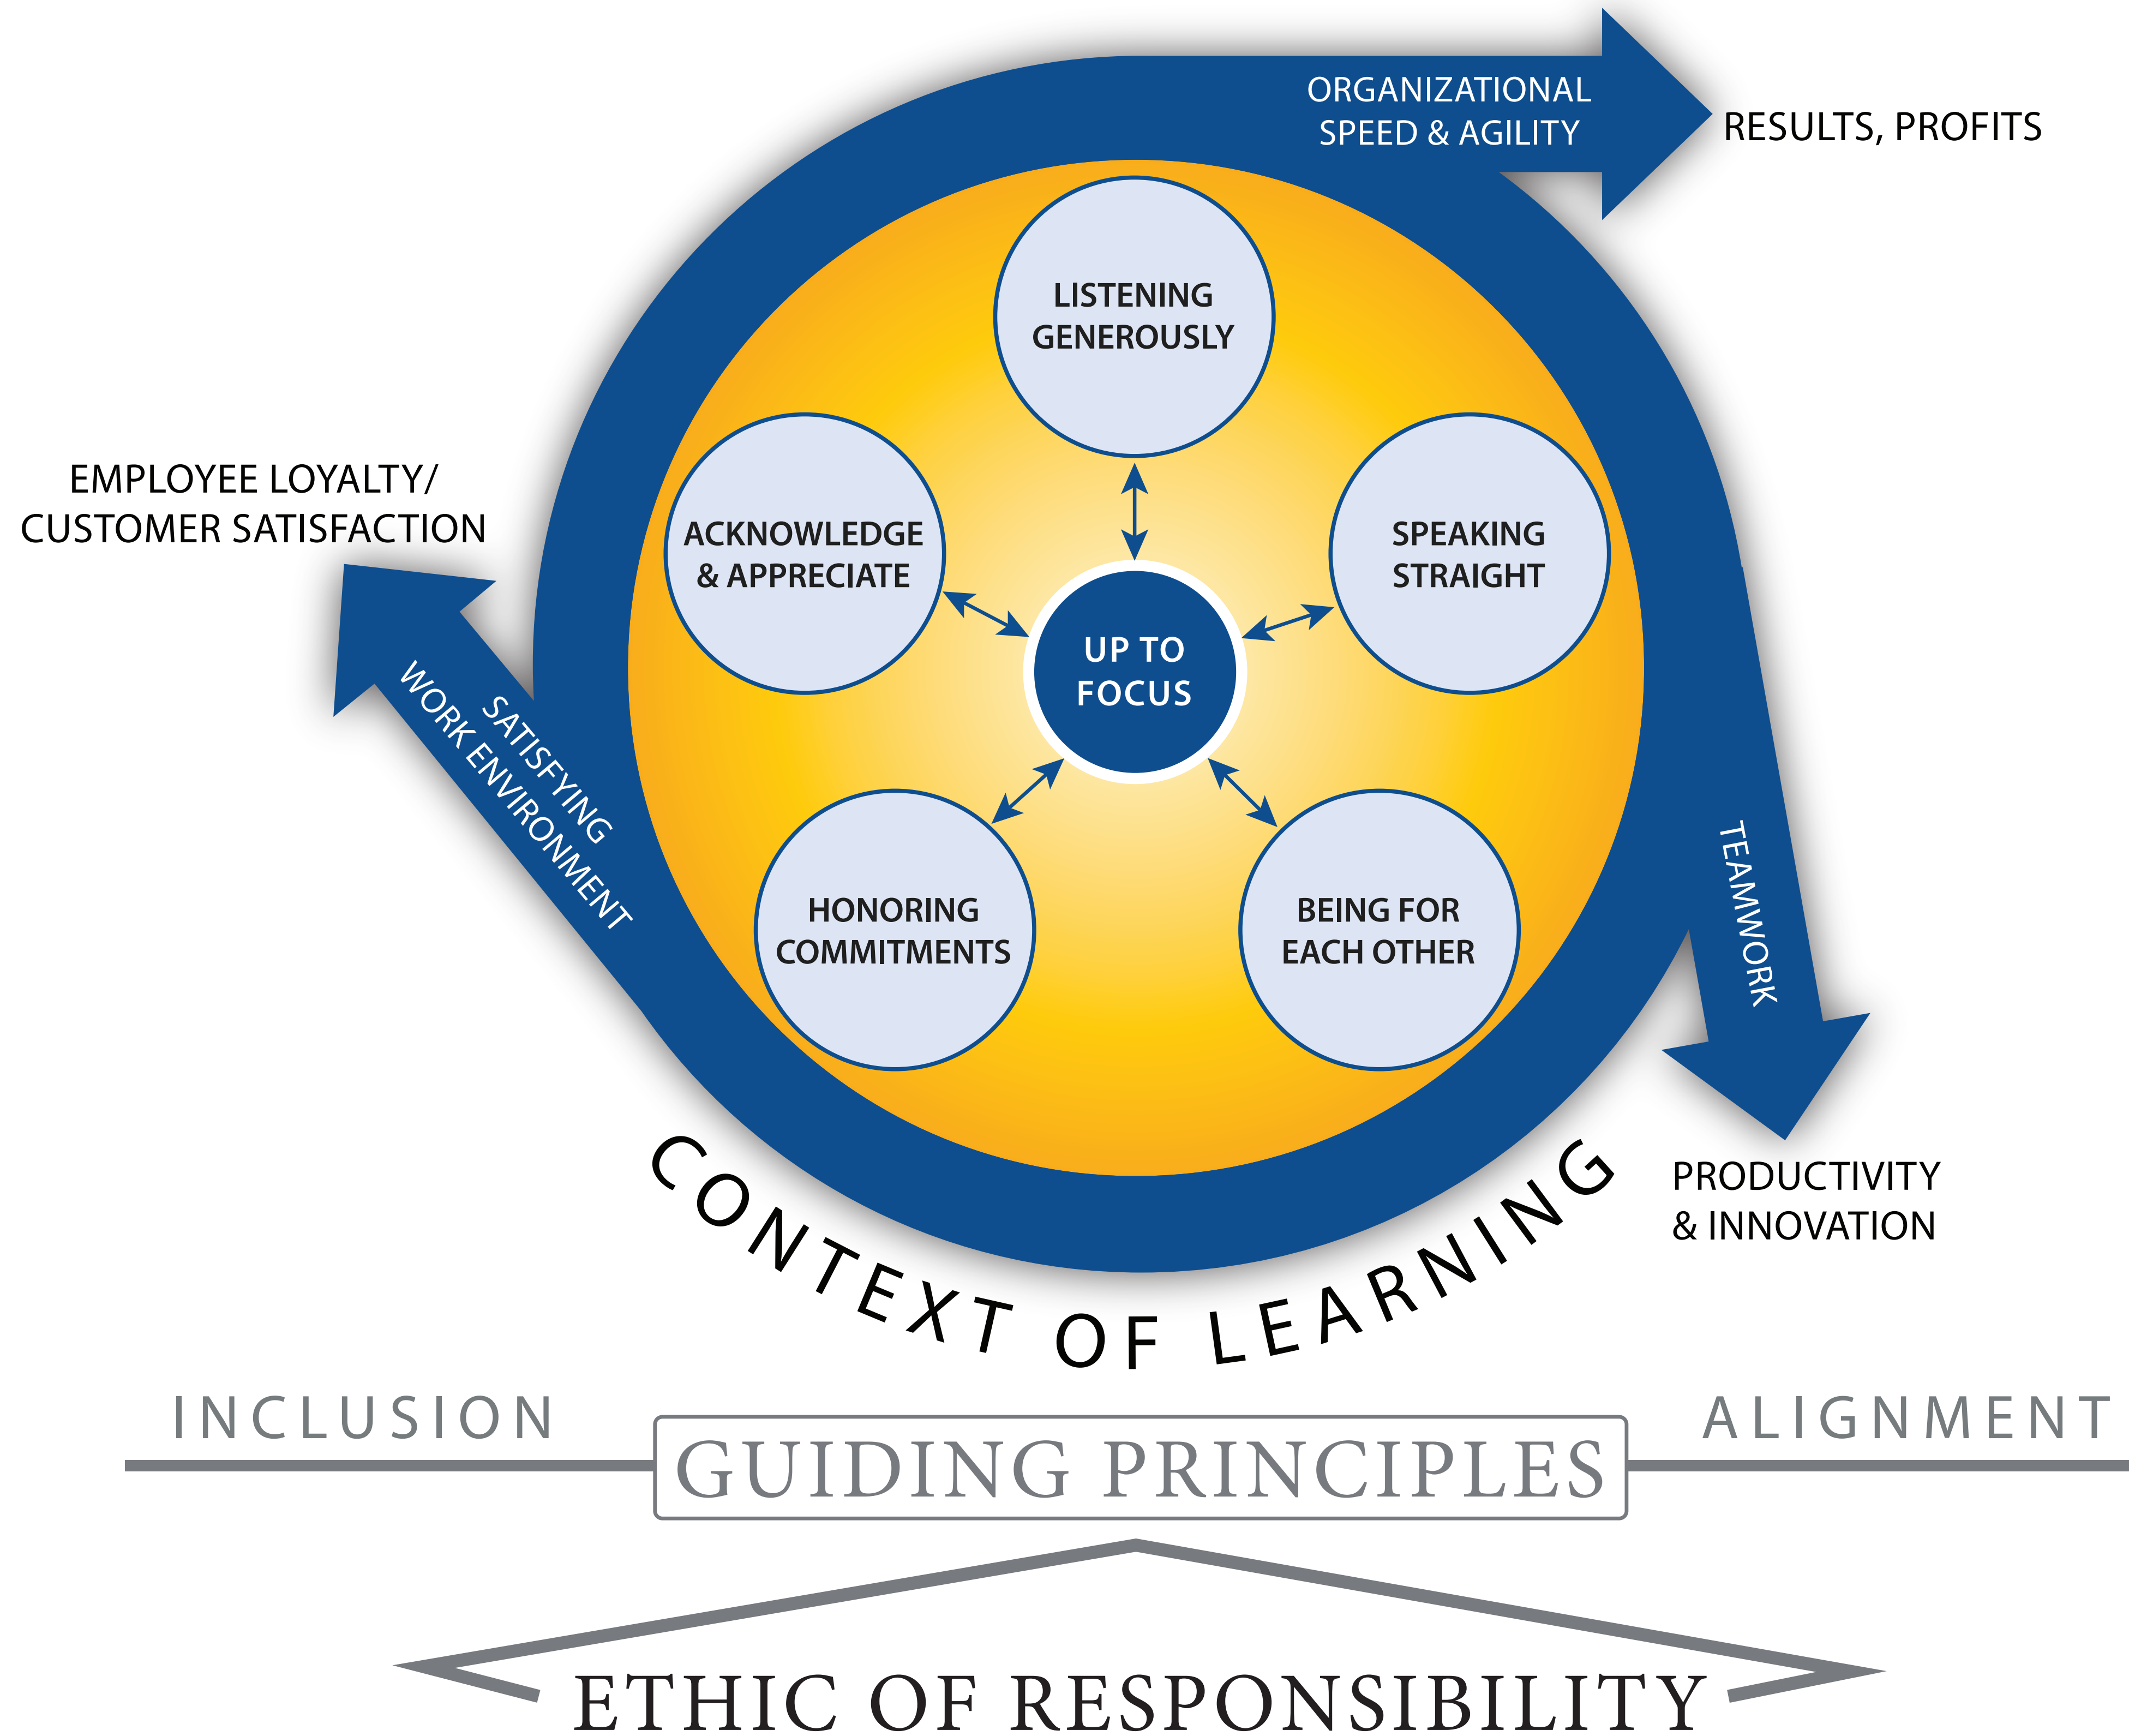 ORGANIZATIONAL
SPEED & AGILITY
RESULTS, PROFITS
LISTENING
GENEROUSLY
EMPLOYEE LOYALTY/
CUSTOMER SATISFACTION
ACKNOWLEDGE
& APPRECIATE
SPEAKING
STRAIGHT
UP TO
FOCUS
SATISFYING
WORK ENVIRONMENT
TEAMWORK
HONORING
COMMITMENTS
BEING FOR
EACH OTHER
PRODUCTIVITY
& INNOVATION
CONTEXT OF LEARNING
INCLUSION
GUIDING PRINCIPLES
ALIGNMENT
ETHIC OF RESPONSIBILITY